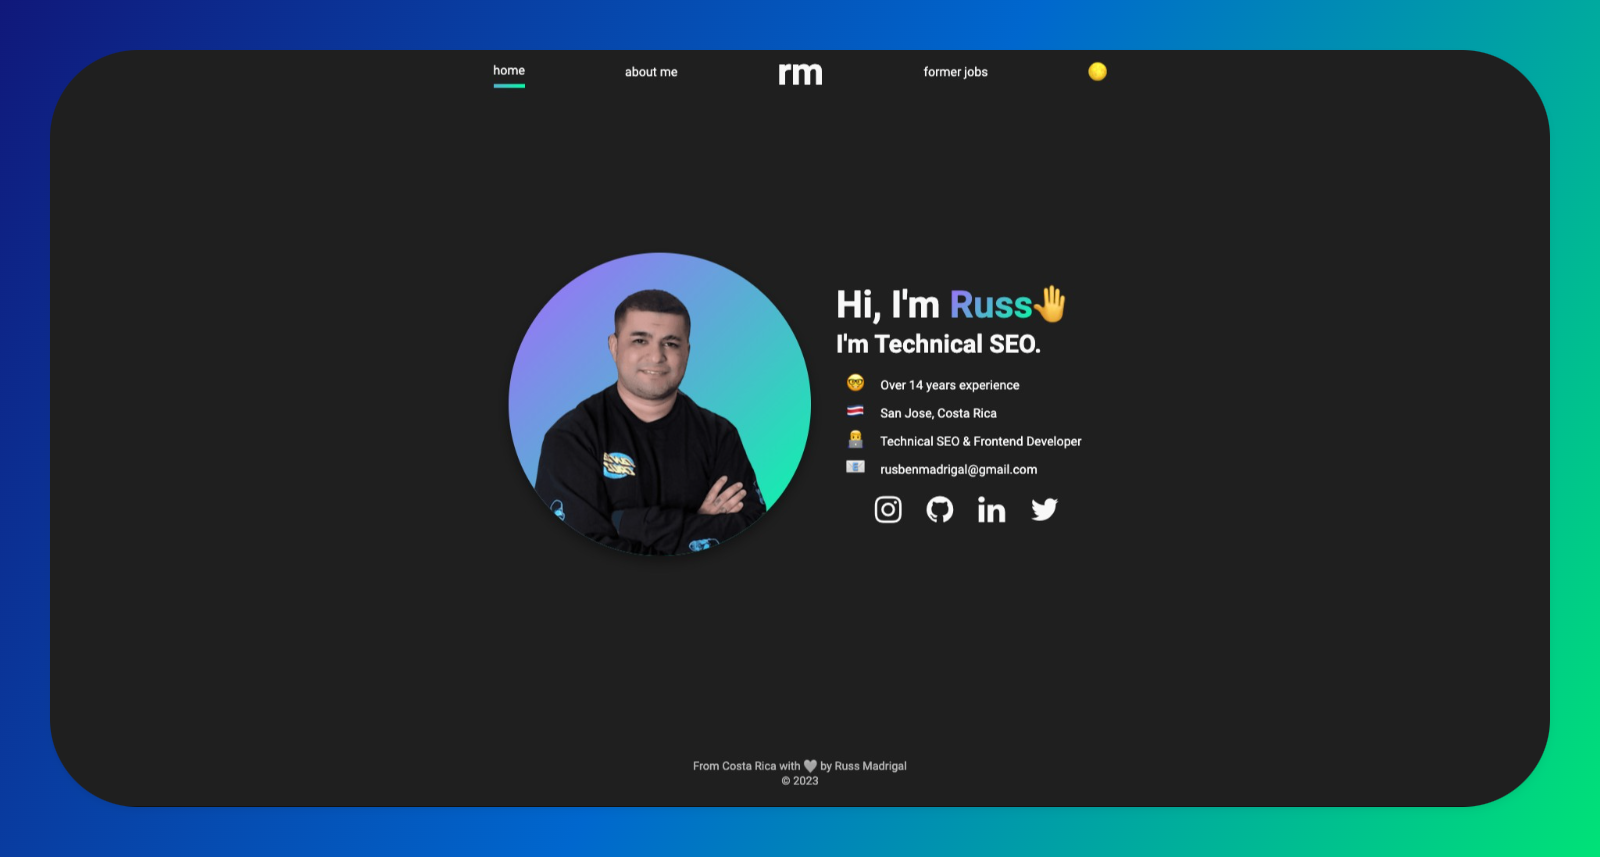 home
about me
rm
former jobs
Hi, I'm Russ
I'm Technical SEO.
Over 14 years experience
San Jose, Costa Rica
Technical SEO & Frontend Developer
rusbenmadrigal@gmail.com
From Costa Rica with 🖤 by Russ Madrigal
© 2023